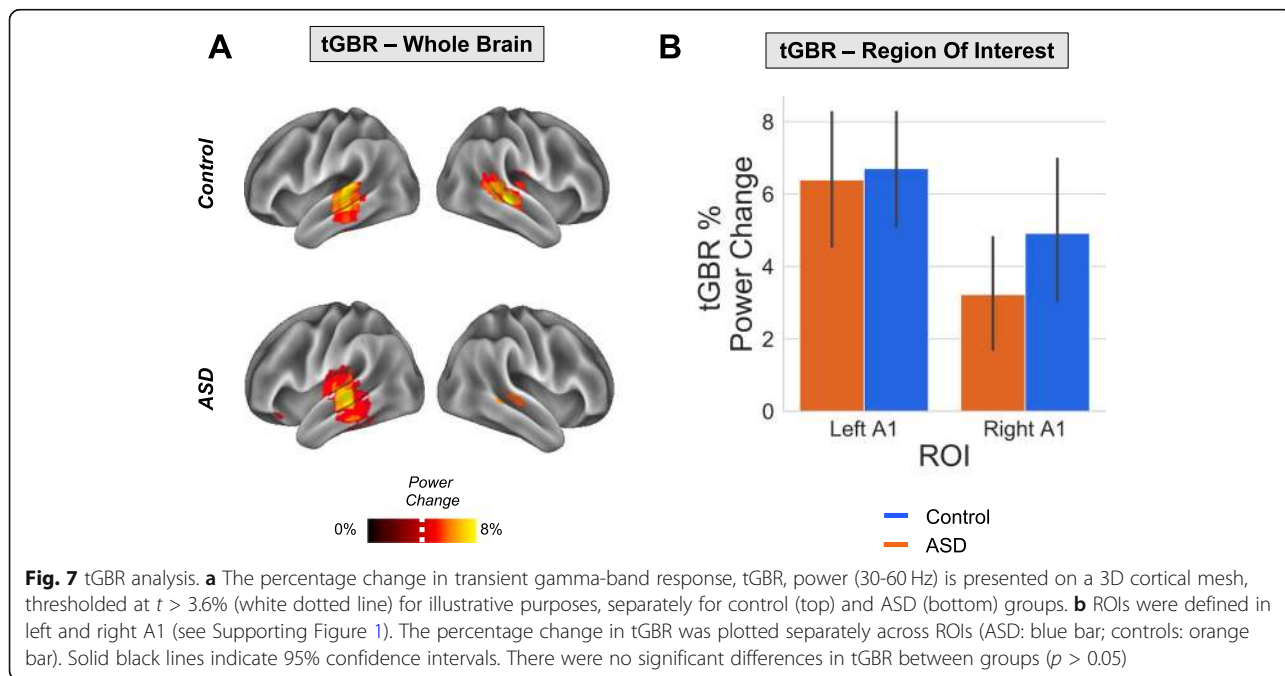 A
tGBR – Whole Brain
Control
ASD
Power
Change
0%
8%
B
tGBR – Region Of Interest
tGBR %
Power Change
8
6
4
2
0
Left A1
Right A1
ROI
Control
ASD
Fig. 7 tGBR analysis. a The percentage change in transient gamma-band response, tGBR, power (30-60 Hz) is presented on a 3D cortical mesh,
thresholded at t > 3.6% (white dotted line) for illustrative purposes, separately for control (top) and ASD (bottom) groups. b ROIs were defined in
left and right A1 (see Supporting Figure 1). The percentage change in tGBR was plotted separately across ROIs (ASD: blue bar; controls: orange
bar). Solid black lines indicate 95% confidence intervals. There were no significant differences in tGBR between groups (p > 0.05)